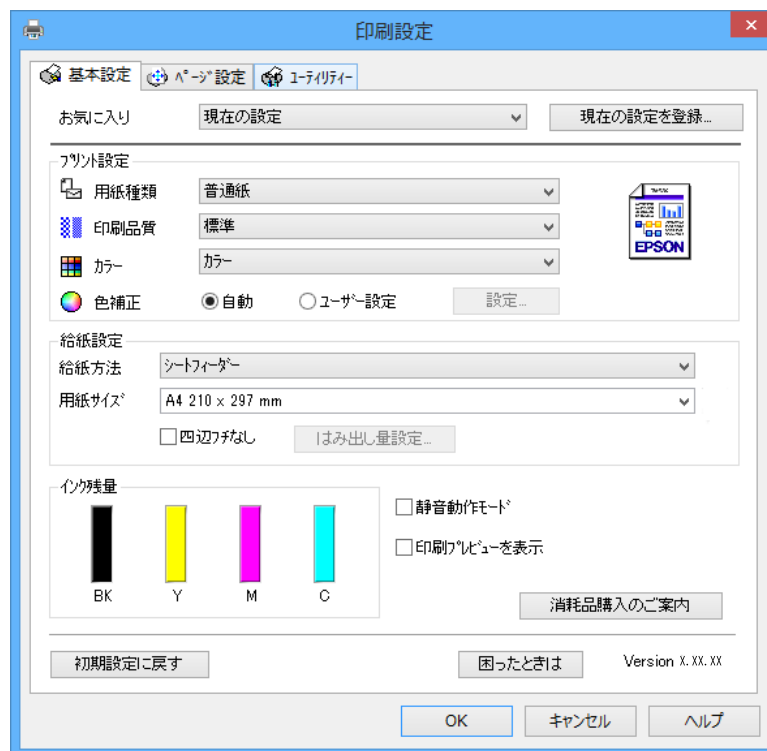 印刷設定
基本設定 ﾍﾟｰｼﾞ設定 ﾕｰﾃｨﾘﾃｨｰ
お気に入り 現在の設定 現在の設定を登録...
ﾌﾟﾘﾝﾄ設定
用紙種類 普通紙
印刷品質 標準
ｶﾗｰ ｶﾗｰ
EPSON
色補正 自動 ﾕｰｻﾞｰ設定 設定...
給紙設定
給紙方法 ｼｰﾄﾌｨｰﾀﾞｰ
用紙ｻｲｽﾞ A4 210 x 297 mm
四辺ﾌﾁなし はみ出し量設定...
ｲﾝｸ残量
静音動作ﾓｰﾄﾞ
印刷ﾌﾟﾚﾋﾞｭｰを表示
BK Y M C
消耗品購入のご案内
初期設定に戻す 困ったときは Version X.XX.XX
OK キャンセル ヘルプ